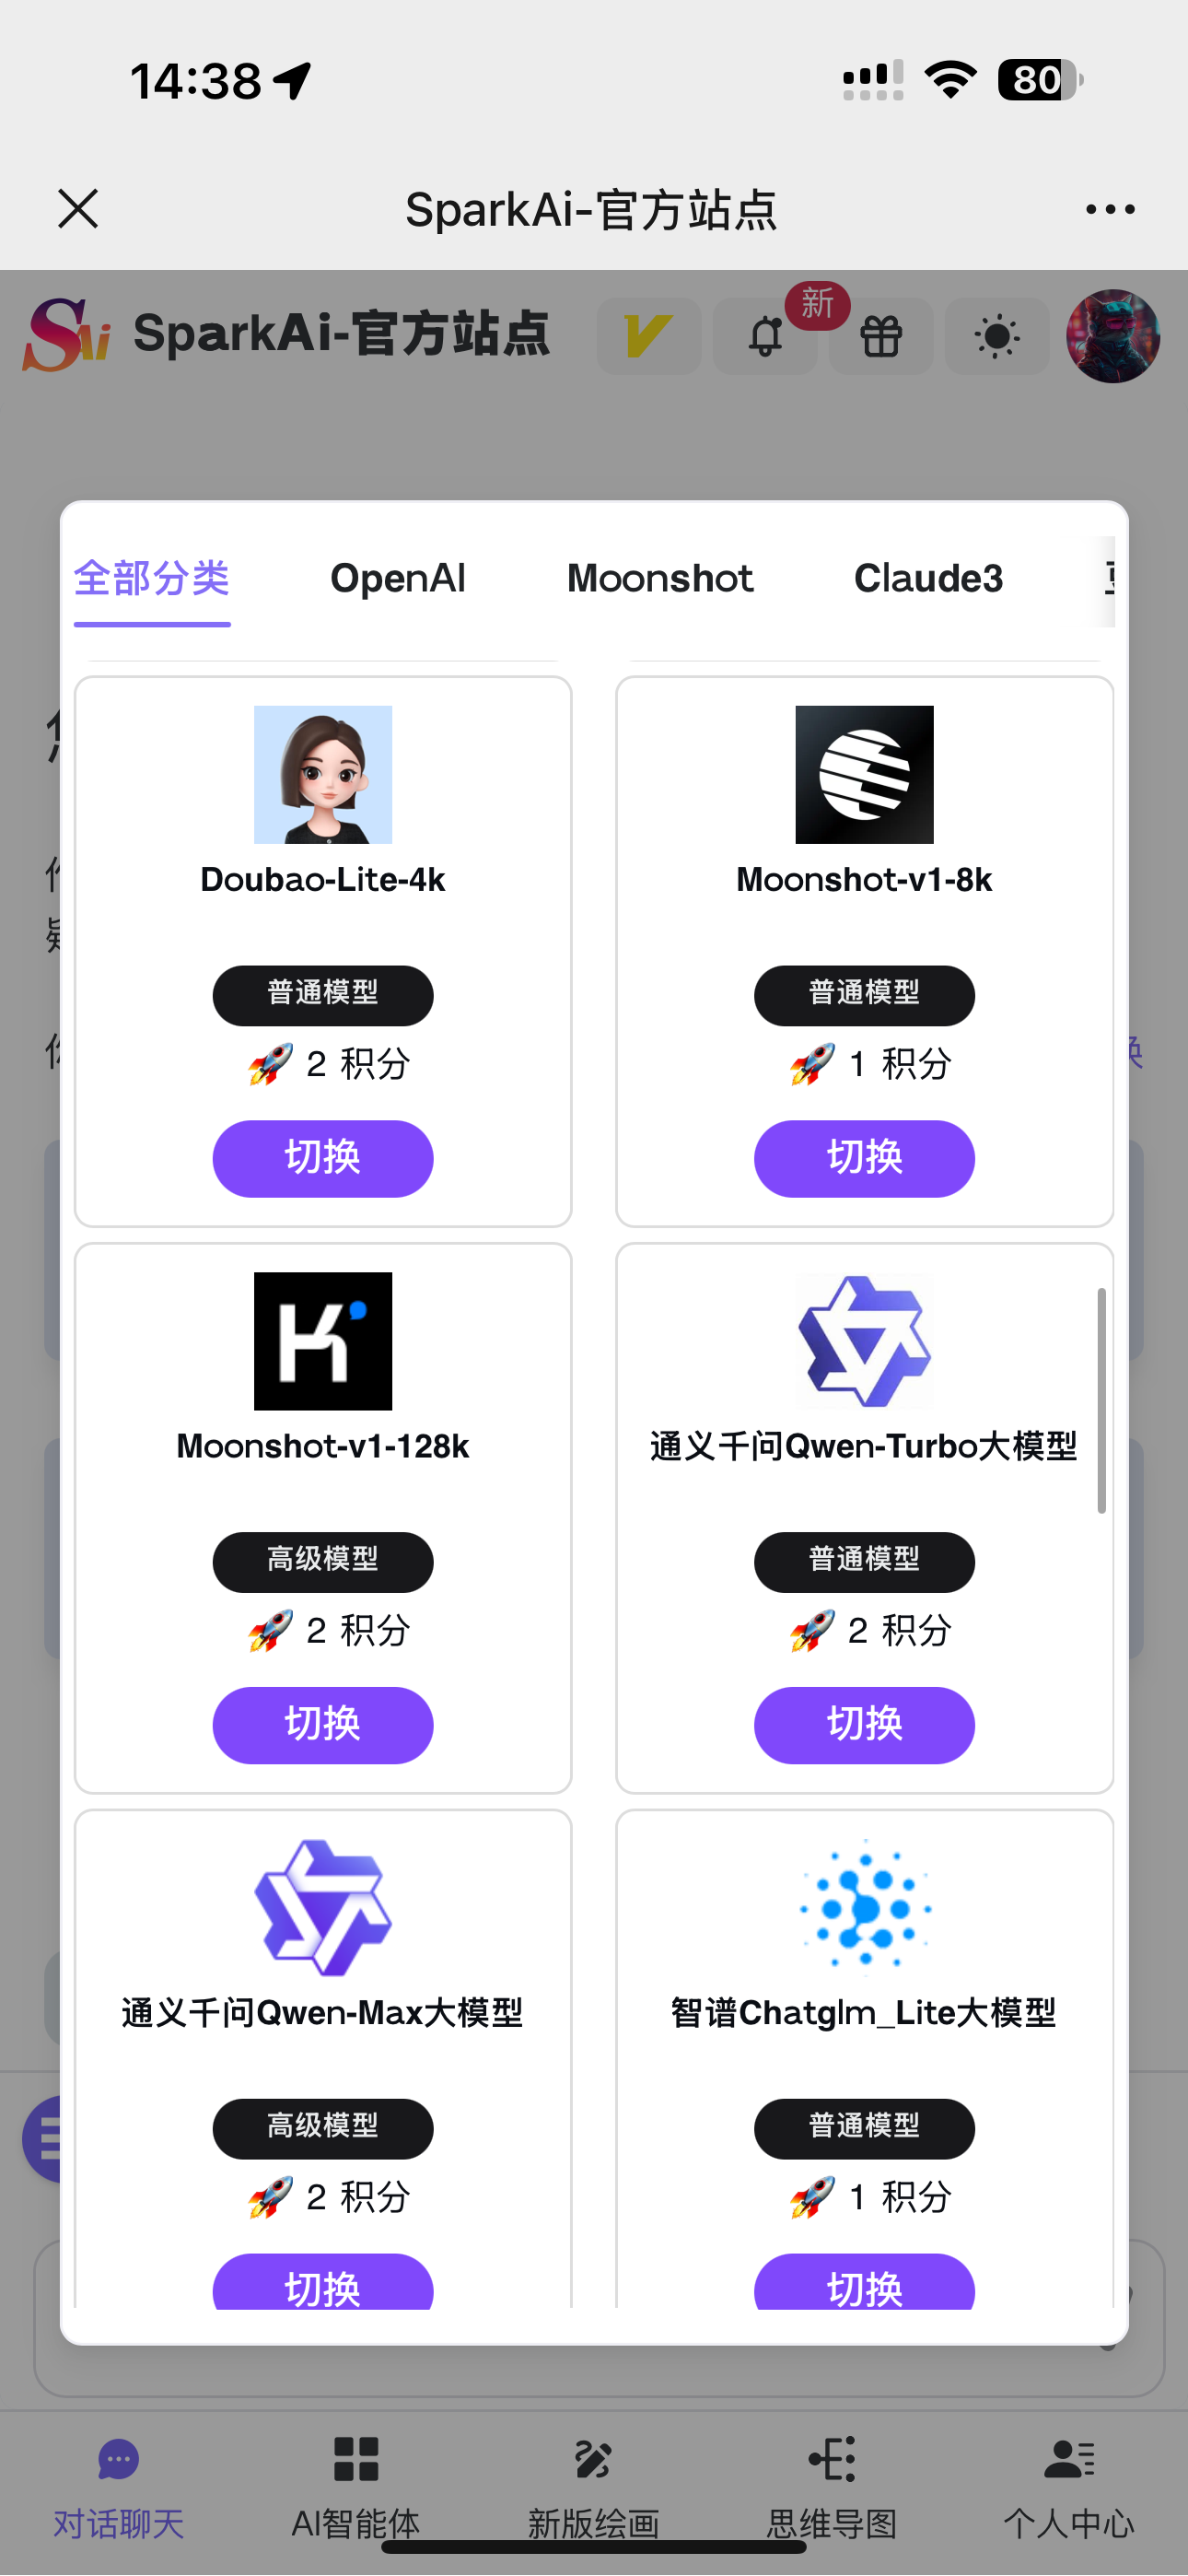 14:38
80
SparkAi-官方站点
SAi SparkAi-官方站点
新
全部分类 OpenAI Moonshot Claude3
Doubao-Lite-4k
普通模型
🚀 2 积分
切换
Moonshot-v1-8k
普通模型
🚀 1 积分
切换
Moonshot-v1-128k
高级模型
🚀 2 积分
切换
通义千问Qwen-Turbo大模型
普通模型
🚀 2 积分
切换
通义千问Qwen-Max大模型
高级模型
🚀 2 积分
切换
智谱Chatglm_Lite大模型
普通模型
🚀 1 积分
切换
对话聊天 AI智能体 新版绘画 思维导图 个人中心